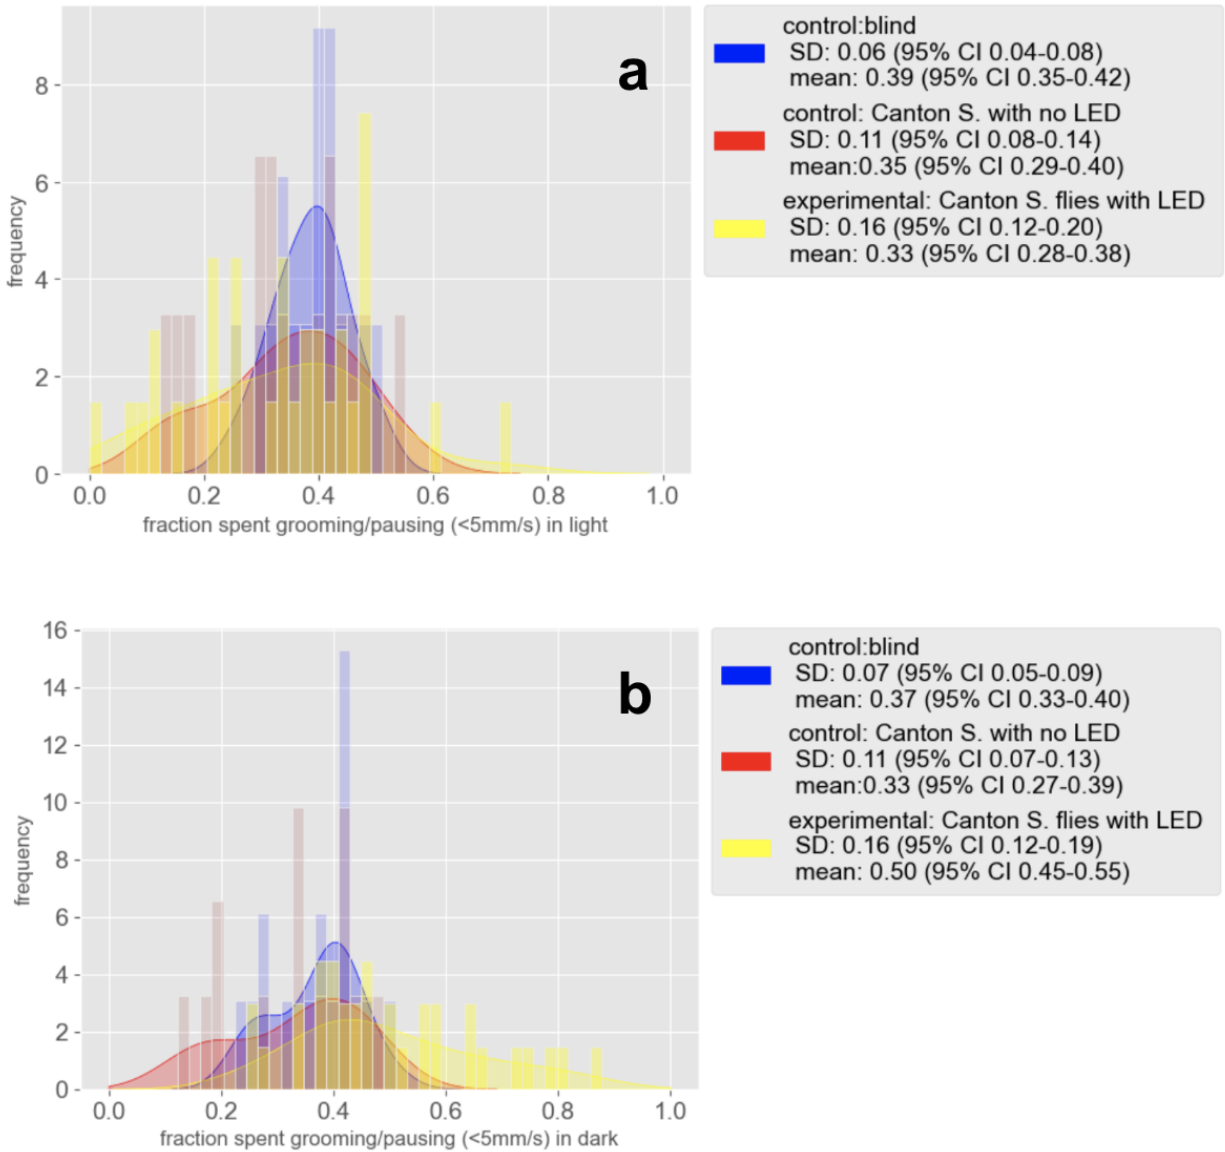 a
8
6
4
2
0
frequency
0.0 0.2 0.4 0.6 0.8 1.0
fraction spent grooming/pausing (<5mm/s) in light
control:blind
SD: 0.06 (95% CI 0.04-0.08)
mean: 0.39 (95% CI 0.35-0.42)
control: Canton S. with no LED
SD: 0.11 (95% CI 0.08-0.14)
mean:0.35 (95% CI 0.29-0.40)
experimental: Canton S. flies with LED
SD: 0.16 (95% CI 0.12-0.20)
mean: 0.33 (95% CI 0.28-0.38)
b
16
14
12
10
8
6
4
2
0
frequency
0.0 0.2 0.4 0.6 0.8 1.0
fraction spent grooming/pausing (<5mm/s) in dark
control:blind
SD: 0.07 (95% CI 0.05-0.09)
mean: 0.37 (95% CI 0.33-0.40)
control: Canton S. with no LED
SD: 0.11 (95% CI 0.07-0.13)
mean:0.33 (95% CI 0.27-0.39)
experimental: Canton S. flies with LED
SD: 0.16 (95% CI 0.12-0.19)
mean: 0.50 (95% CI 0.45-0.55)